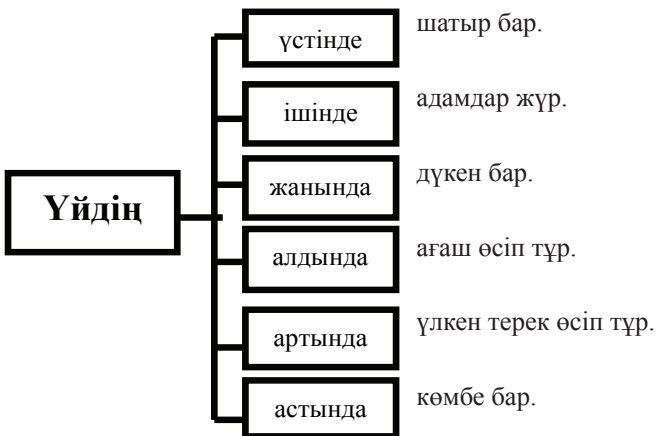 үстінде шатыр бар.
ішінде адамдар жүр.
жанында дүкен бар.
Үйдің
алдында ағаш өсіп тұр.
артында үлкен терек өсіп тұр.
астында көмбе бар.